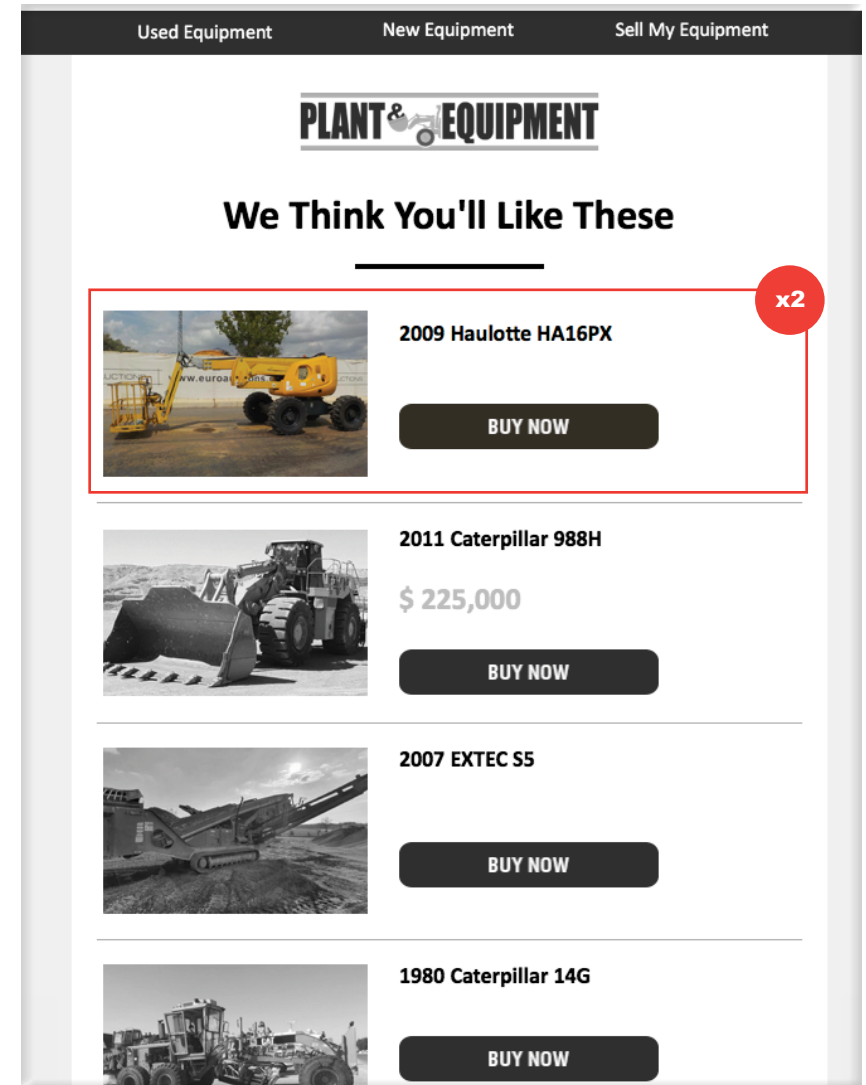 Used Equipment New Equipment Sell My Equipment
PLANT & EQUIPMENT
We Think You'll Like These
x2
2009 Haulotte HA16PX
BUY NOW
2011 Caterpillar 988H
$ 225,000
BUY NOW
2007 EXTEC S5
BUY NOW
1980 Caterpillar 14G
BUY NOW